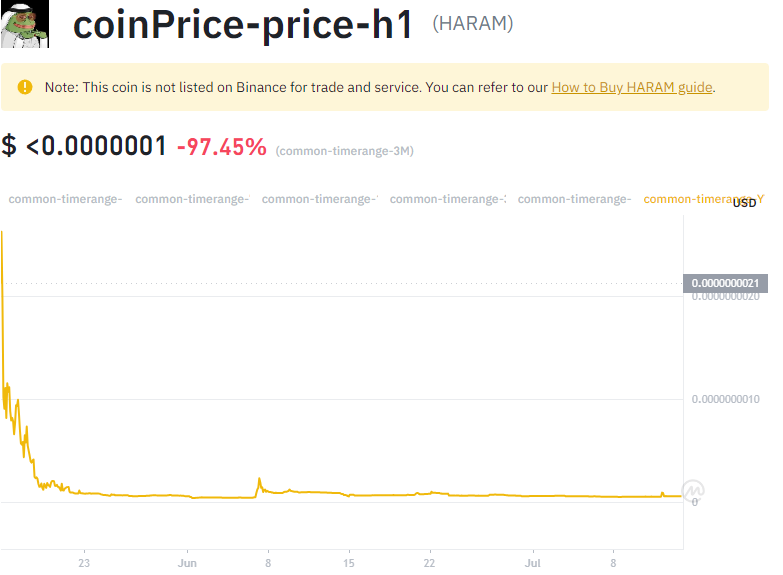 coinPrice-price-h1 (HARAM)
Note: This coin is not listed on Binance for trade and service. You can refer to our How to Buy HARAM guide.
$ <0.0000001 -97.45% (common-timerange-3M)
common-timerange- common-timerange- common-timerange- common-timerange- common-timerange- common-timerange-Y
USD
0.0000000021
0.0000000020
0.0000000010
0
23 Jun 8 15 22 Jul 8